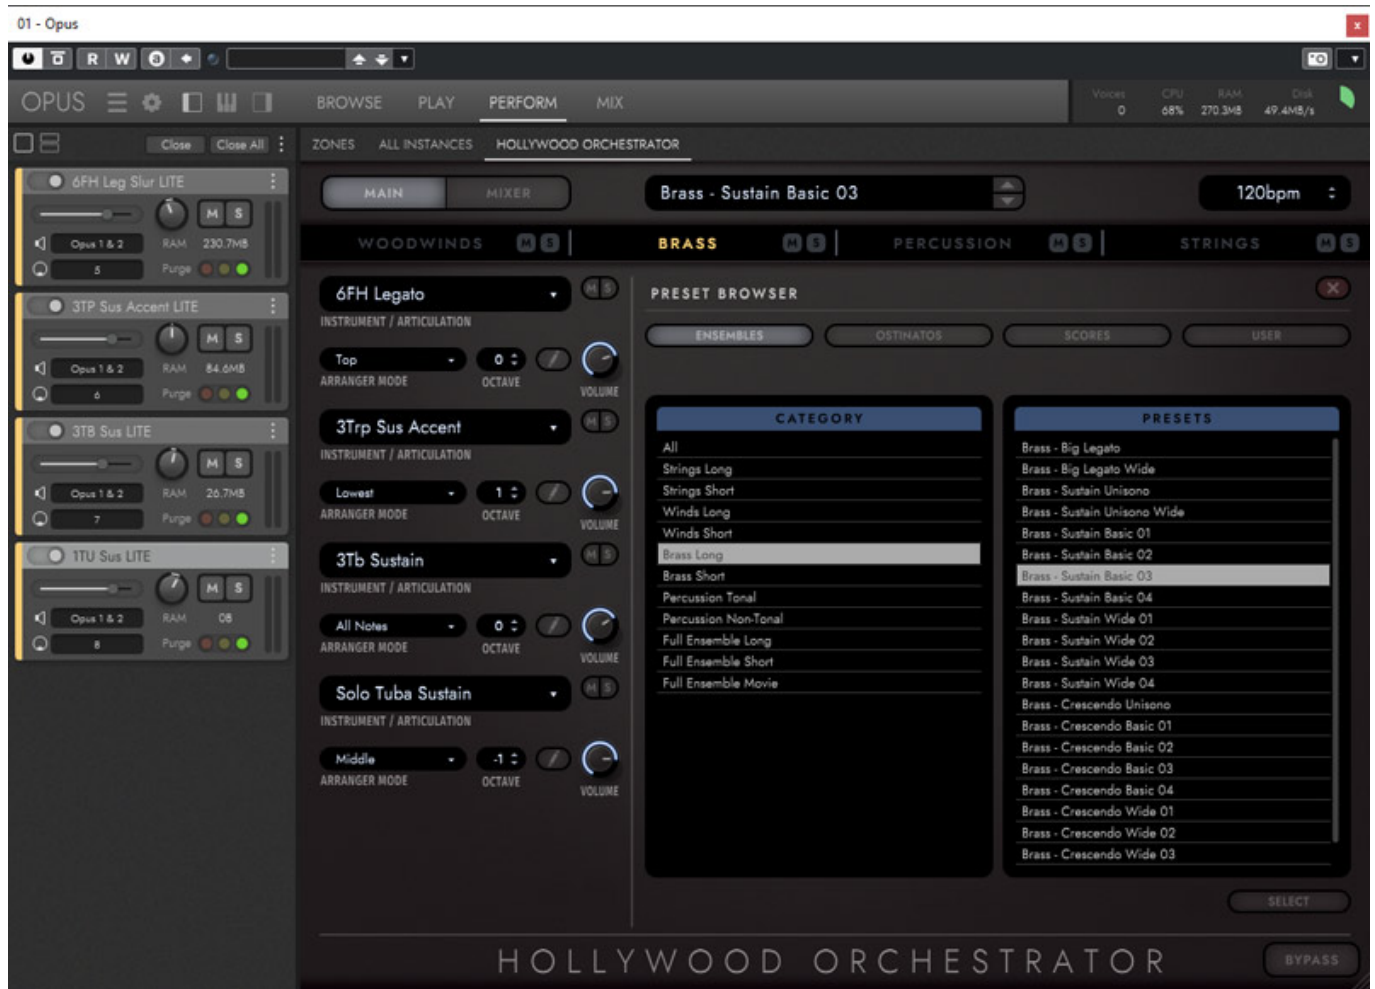 01 - Opus
x
R W a
OPUS BROWSE PLAY PERFORM MIX Voices 0 CPU 68% RAM 270.3MB Disk 49.4MB/s
Close Close All ZONES ALL INSTANCES HOLLYWOOD ORCHESTRATOR
6FH Leg Slur LITE
M S
Opus 1 & 2 RAM 230.7MB
5 Purge
3TP Sus Accent LITE
M S
Opus 1 & 2 RAM 84.6MB
6 Purge
3TB Sus LITE
M S
Opus 1 & 2 RAM 26.7MB
7 Purge
1TU Sus LITE
M S
Opus 1 & 2 RAM 0B
8 Purge
MAIN MIXER Brass - Sustain Basic 03 120bpm
WOODWINDS M S BRASS M S PERCUSSION M S STRINGS M S
6FH Legato M S
INSTRUMENT / ARTICULATION
Top 0
ARRANGER MODE OCTAVE VOLUME
3Trp Sus Accent M S
INSTRUMENT / ARTICULATION
Lowest 1
ARRANGER MODE OCTAVE VOLUME
3Tb Sustain M S
INSTRUMENT / ARTICULATION
All Notes 0
ARRANGER MODE OCTAVE VOLUME
Solo Tuba Sustain M S
INSTRUMENT / ARTICULATION
Middle -1
ARRANGER MODE OCTAVE VOLUME
PRESET BROWSER X
ENSEMBLES OSTINATOS SCORES USER
CATEGORY
All
Strings Long
Strings Short
Winds Long
Winds Short
Brass Long
Brass Short
Percussion Tonal
Percussion Non-Tonal
Full Ensemble Long
Full Ensemble Short
Full Ensemble Movie
PRESETS
Brass - Big Legato
Brass - Big Legato Wide
Brass - Sustain Unisono
Brass - Sustain Unisono Wide
Brass - Sustain Basic 01
Brass - Sustain Basic 02
Brass - Sustain Basic 03
Brass - Sustain Basic 04
Brass - Sustain Wide 01
Brass - Sustain Wide 02
Brass - Sustain Wide 03
Brass - Sustain Wide 04
Brass - Crescendo Unisono
Brass - Crescendo Basic 01
Brass - Crescendo Basic 02
Brass - Crescendo Basic 03
Brass - Crescendo Basic 04
Brass - Crescendo Wide 01
Brass - Crescendo Wide 02
Brass - Crescendo Wide 03
SELECT
HOLLYWOOD ORCHESTRATOR BYPASS